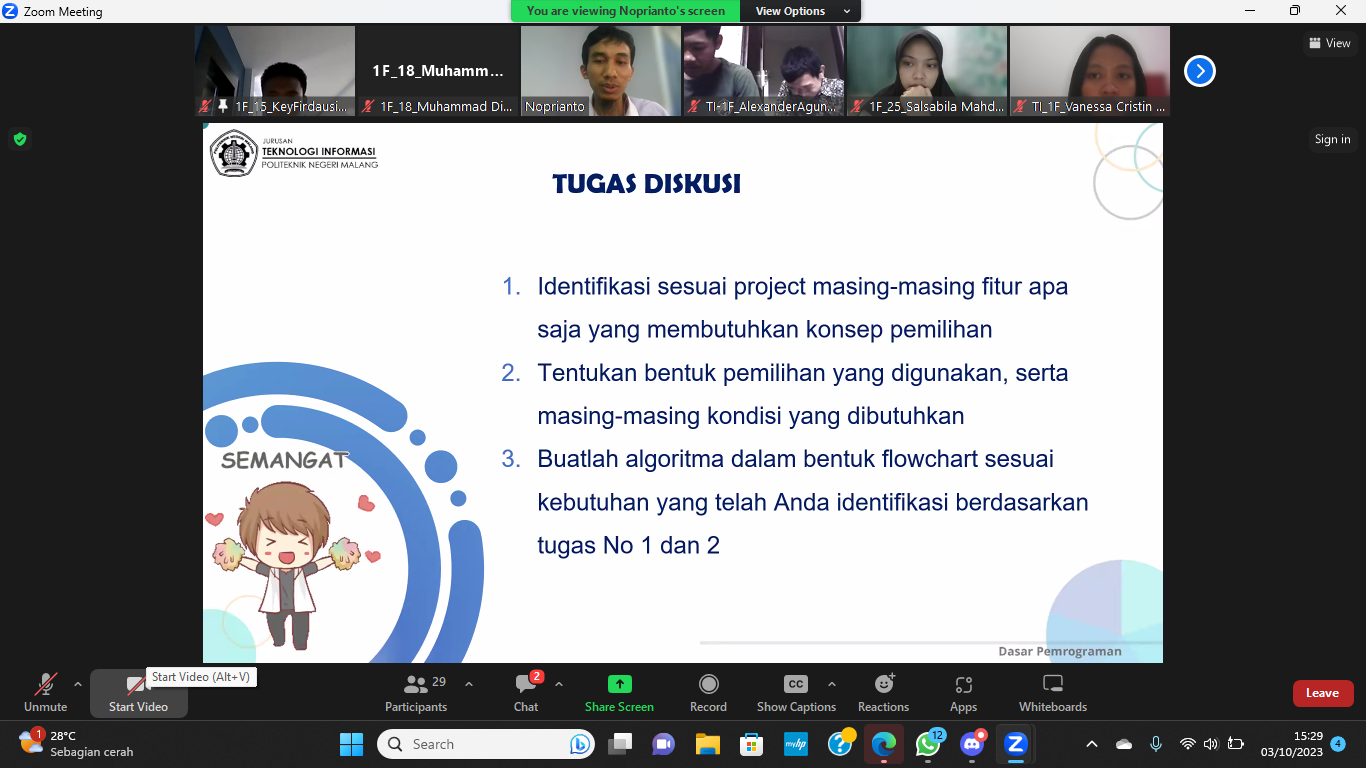 Zoom Meeting
You are viewing Noprianto's screen
View Options
View
1F_15_KeyFirdausi...
1F_18_Muhamm...
1F_18_Muhammad Di...
Noprianto
TI-1F_AlexanderAgun...
1F_25_Salsabila Mahd...
TI_1F_Vanessa Cristin ...
Sign in
JURUSAN
TEKNOLOGI INFORMASI
POLITEKNIK NEGERI MALANG
TUGAS DISKUSI
1. Identifikasi sesuai project masing-masing fitur apa
saja yang membutuhkan konsep pemilihan
2. Tentukan bentuk pemilihan yang digunakan, serta
masing-masing kondisi yang dibutuhkan
3. Buatlah algoritma dalam bentuk flowchart sesuai
kebutuhan yang telah Anda identifikasi berdasarkan
tugas No 1 dan 2
SEMANGAT
Dasar Pemrograman
Start Video (Alt+V)
Unmute
Start Video
29
Participants
2
Chat
Share Screen
Record
CC
Show Captions
Reactions
Apps
Whiteboards
Leave
1
28°C
Sebagian cerah
Search
myhp
12
15:29
03/10/2023
4